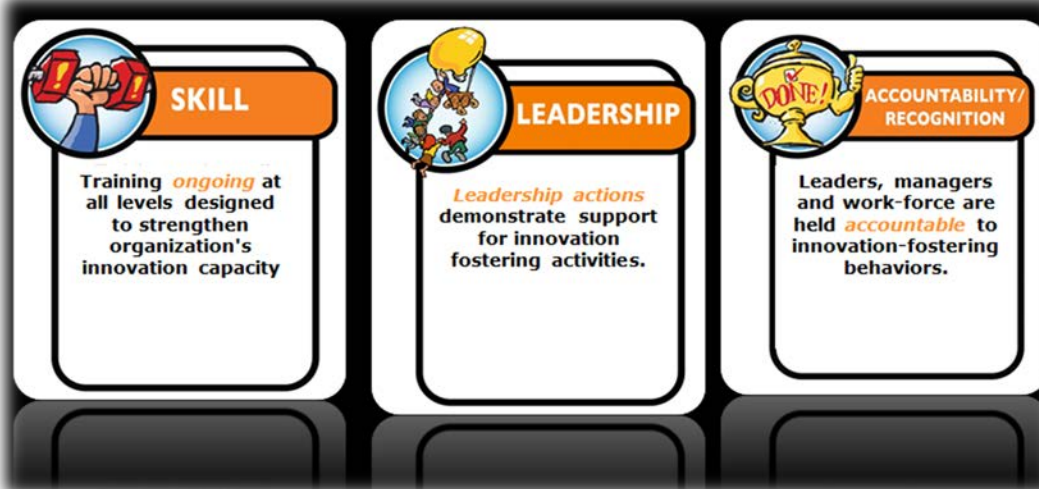 SKILL
Training ongoing at
all levels designed
to strengthen
organization's
innovation capacity
LEADERSHIP
Leadership actions
demonstrate support
for innovation
fostering activities.
DONE!
ACCOUNTABILITY/
RECOGNITION
Leaders, managers
and work-force are
held accountable to
innovation-fostering
behaviors.